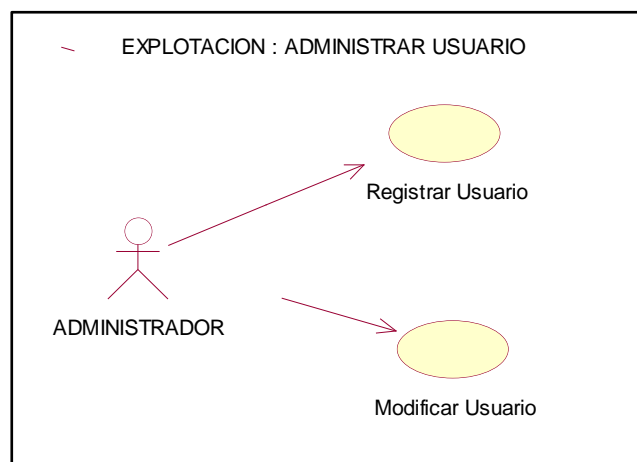 EXPLOTACION : ADMINISTRAR USUARIO
Registrar Usuario
ADMINISTRADOR
Modificar Usuario